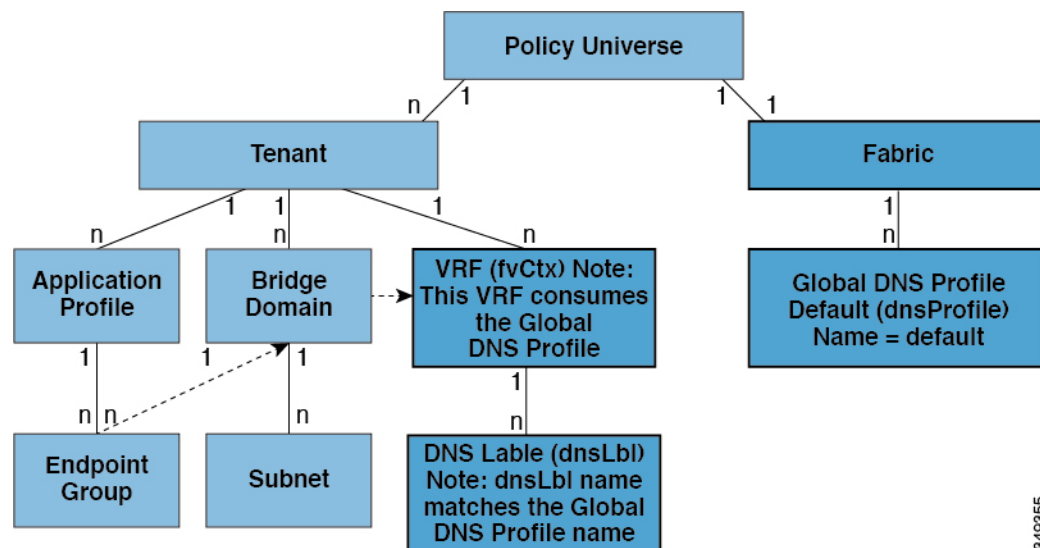 Policy Universe
n
1
1
1
Tenant
Fabric
1
1
1
1
n
n
n
n
Application
Profile
Bridge
Domain
VRF (fvCtx) Note:
This VRF consumes
the Global
DNS Profile
Global DNS Profile
Default (dnsProfile)
Name = default
1
1
1
1
n
n
n
n
Endpoint
Group
Subnet
DNS Lable (dnsLbl)
Note: dnsLbl name
matches the Global
DNS Profile name
349355